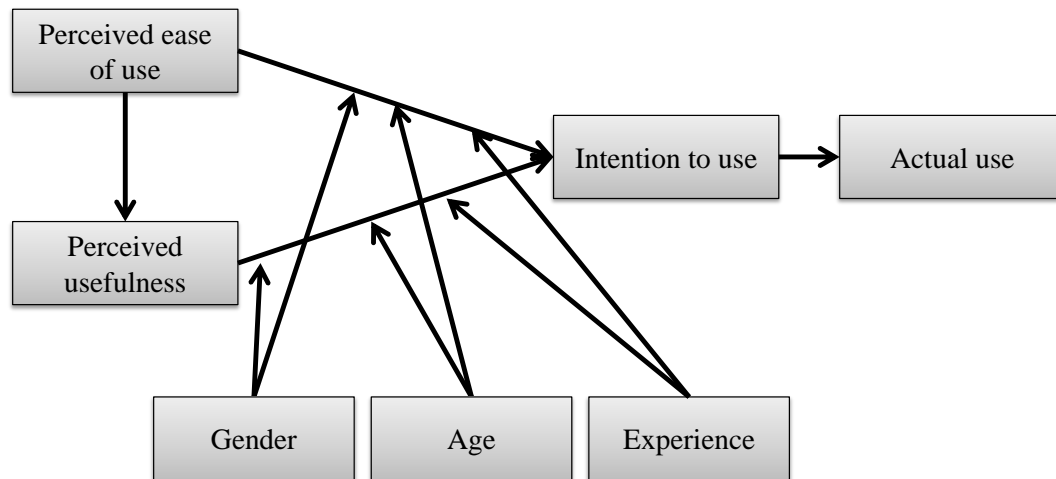 Perceived ease
of use
Intention to use
Actual use
Perceived
usefulness
Gender
Age
Experience